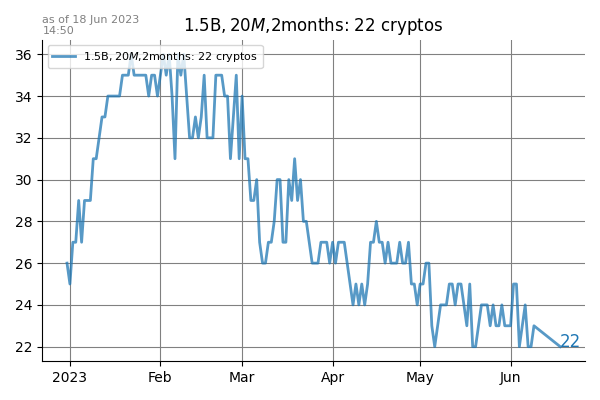 as of 18 Jun 2023
14:50
1.5B, 20M,2months: 22 cryptos
1.5B, 20M,2months: 22 cryptos
36
34
32
30
28
26
24
22
22
2023 Feb Mar Apr May Jun